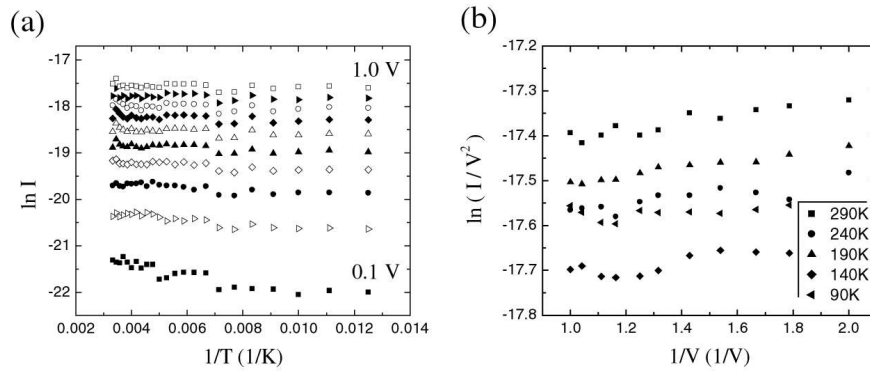 (a)
-17
-18
-19
-20
-21
-22
ln I
1.0 V
0.1 V
0.002 0.004 0.006 0.008 0.010 0.012 0.014
1/T (1/K)
(b)
-17.2
-17.3
-17.4
-17.5
-17.6
-17.7
-17.8
ln ( I / V²)
290K
240K
190K
140K
90K
1.0 1.2 1.4 1.6 1.8 2.0
1/V (1/V)